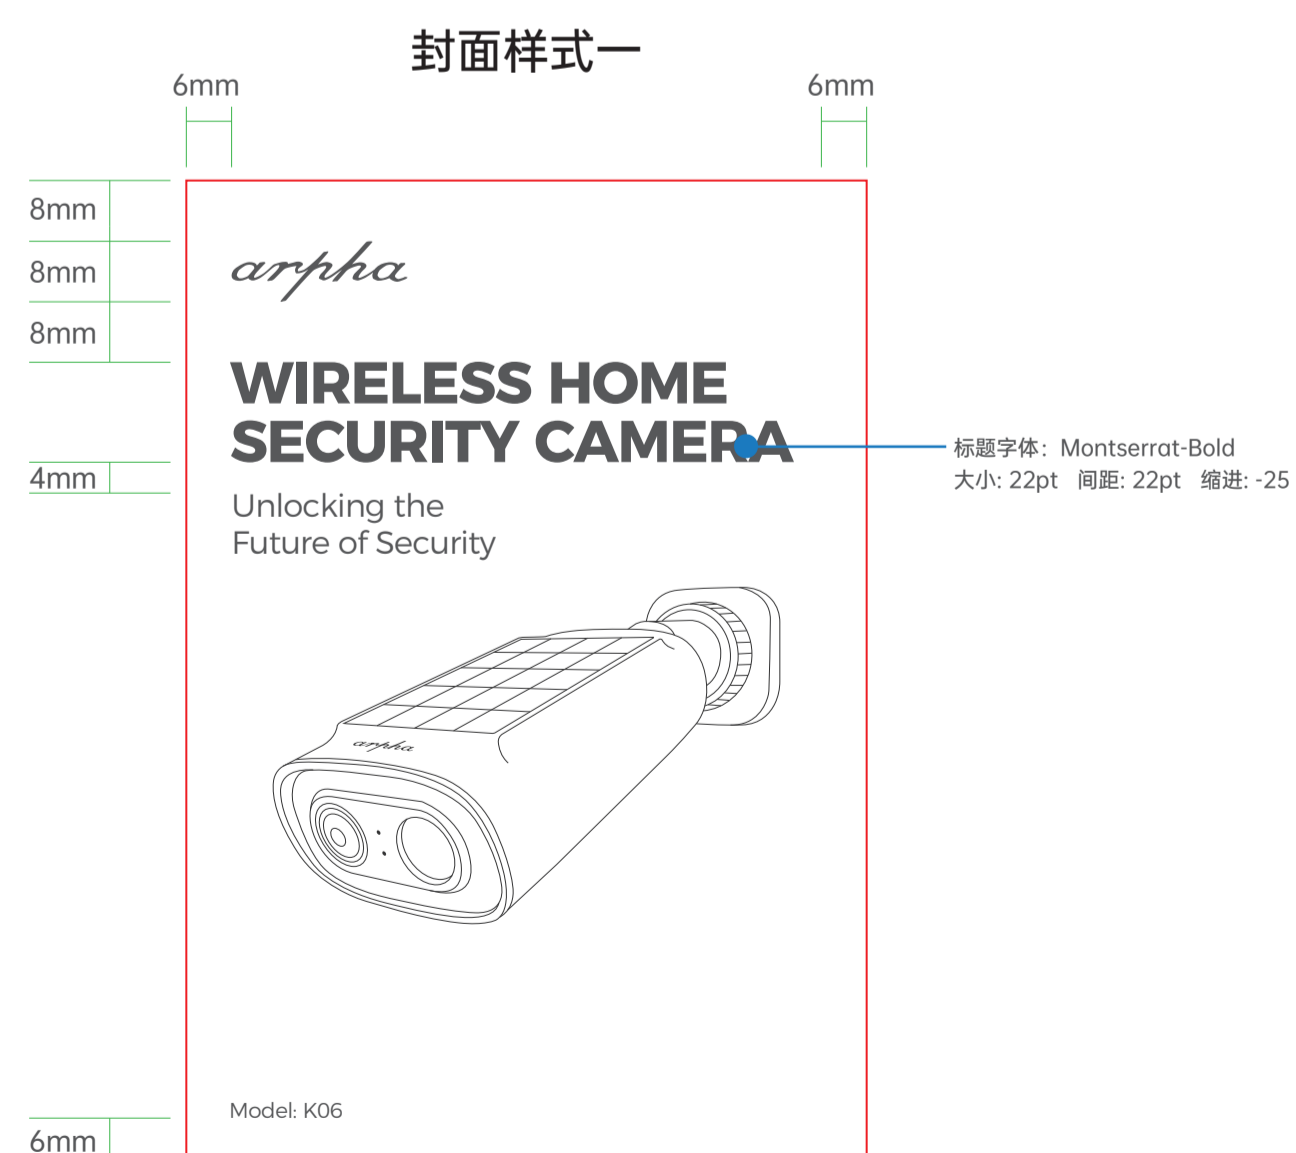 封面样式一
6mm 6mm
8mm
8mm
8mm
arpha
WIRELESS HOME
SECURITY CAMERA
标题字体：Montserrat-Bold
大小: 22pt 间距: 22pt 缩进: -25
4mm
Unlocking the
Future of Security
arpha
Model: K06
6mm